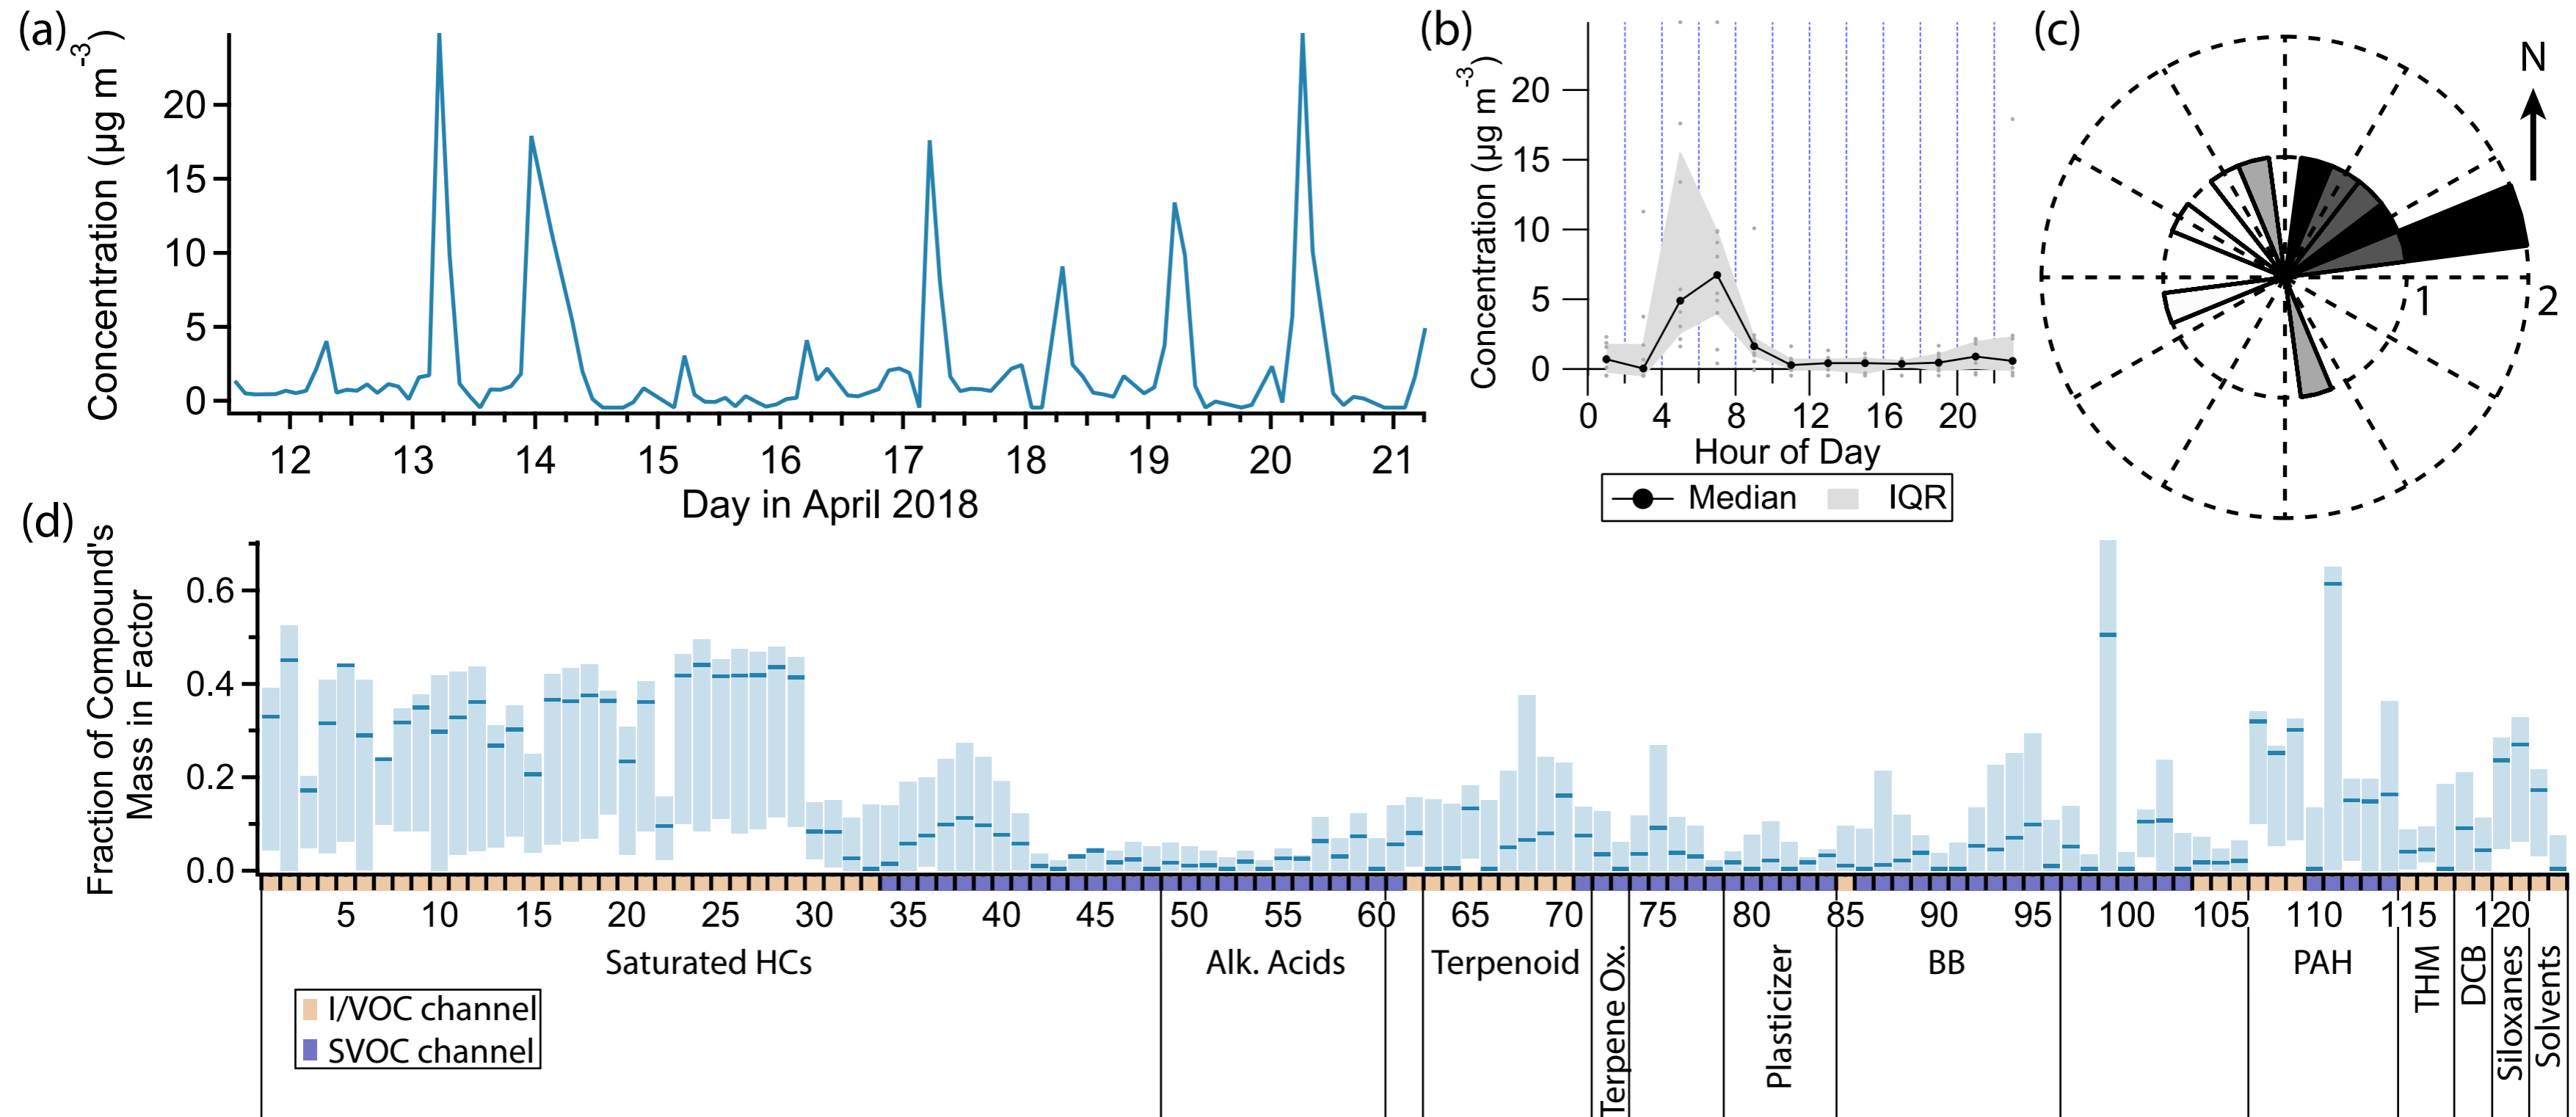 (a)
Concentration (µg m-3)
20
15
10
5
0
12 13 14 15 16 17 18 19 20 21
Day in April 2018
(b)
Concentration (µg m-3)
20
15
10
5
0
0 4 8 12 16 20
Hour of Day
Median IQR
(c)
N
1 2
(d)
Fraction of Compound's
Mass in Factor
0.6
0.4
0.2
0.0
5 10 15 20 25 30 35 40 45 50 55 60 65 70 75 80 85 90 95 100 105 110 115 120
Saturated HCs
Alk. Acids
Terpenoid
Terpene Ox.
Plasticizer
BB
PAH
THM
DCB
Siloxanes
Solvents
I/VOC channel
SVOC channel